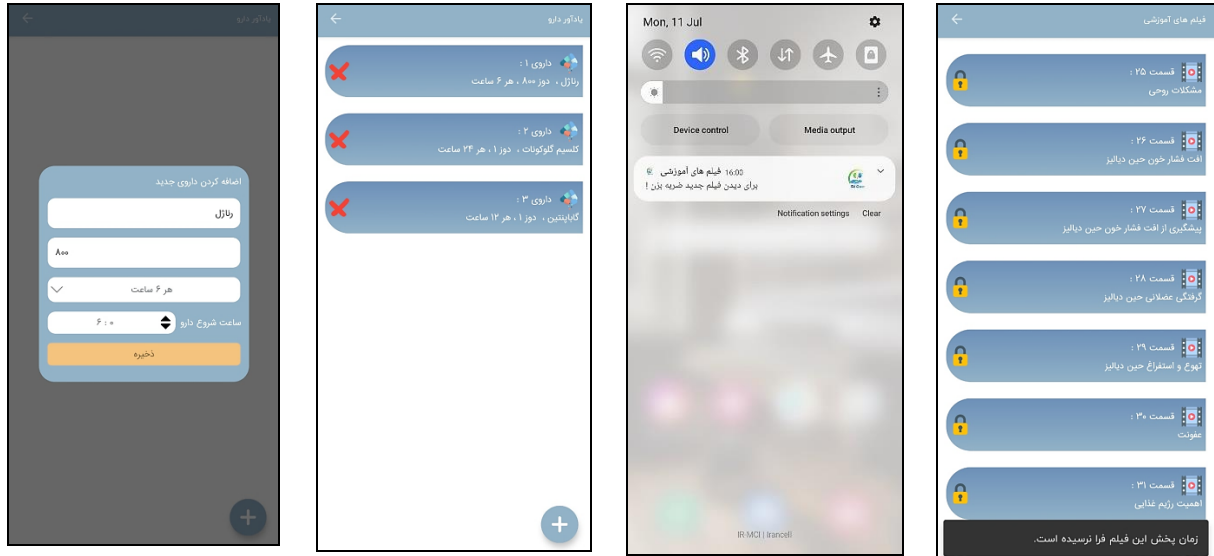 یادآور دارو
اضافه کردن داروی جدید
رناژل
۸۰۰
هر ۶ ساعت
ساعت شروع دارو
۶ : ۰
ذخیره
یادآور دارو
داروی ۱ :
رناژل ، دوز ۸۰۰ ، هر ۶ ساعت
داروی ۲ :
کلسیم گلوکونات ، دوز ۱ ، هر ۲۴ ساعت
داروی ۳ :
گاباپنتین ، دوز ۱ ، هر ۱۲ ساعت
Mon, 11 Jul
Device control
Media output
فیلم های آموزشی 16:00
برای دیدن فیلم جدید ضربه بزن !
Notification settings
Clear
IR-MCI | Irancell
فیلم های آموزشی
قسمت ۲۵ :
مشکلات روحی
قسمت ۲۶ :
افت فشار خون حین دیالیز
قسمت ۲۷ :
پیشگیری از افت فشار خون حین دیالیز
قسمت ۲۸ :
گرفتگی عضلانی حین دیالیز
قسمت ۲۹ :
تهوع و استفراغ حین دیالیز
قسمت ۳۰ :
عفونت
قسمت ۳۱ :
اهمیت رژیم غذایی
زمان پخش این فیلم فرا نرسیده است.